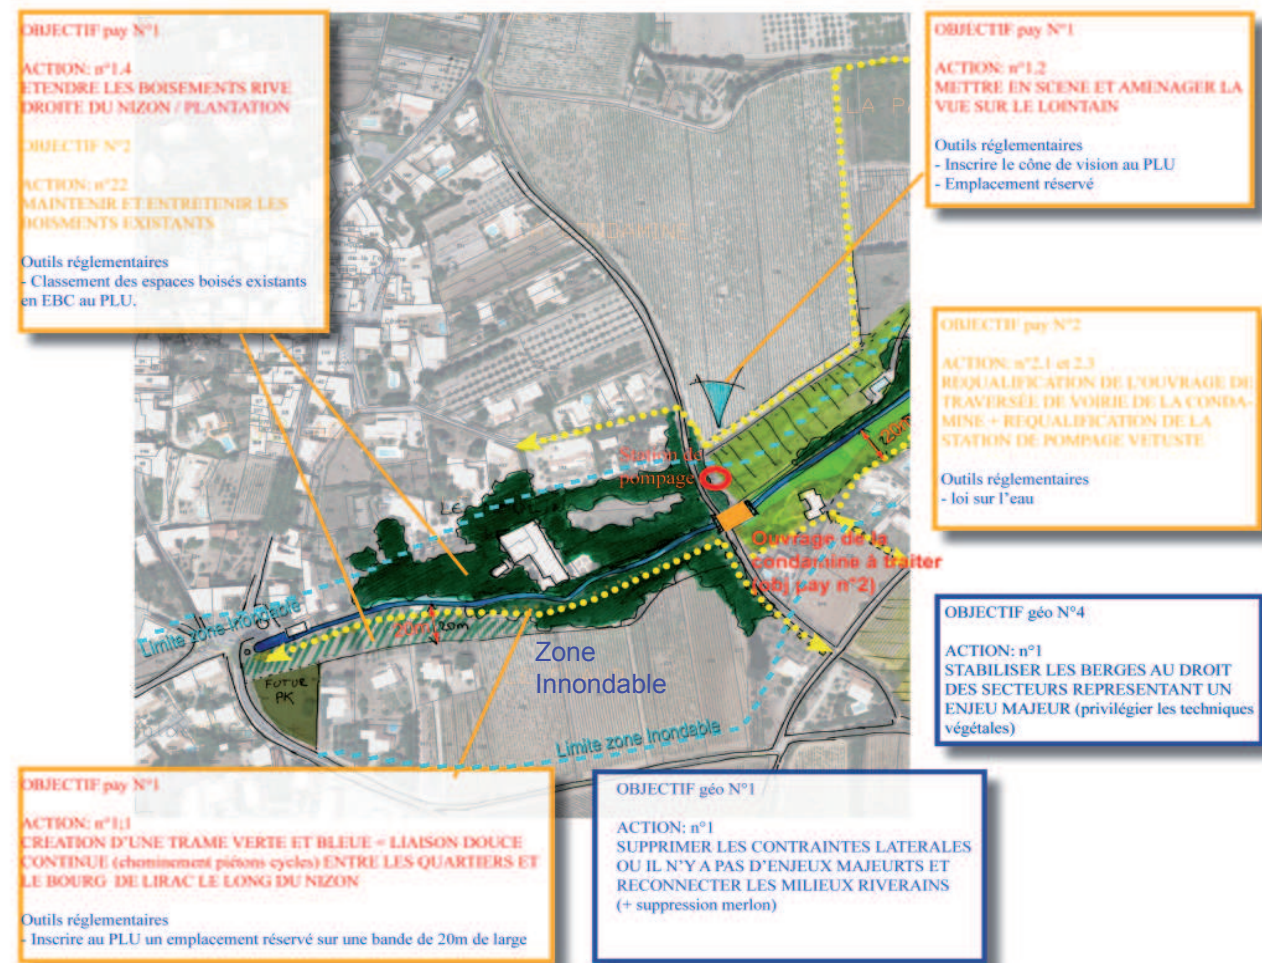 OBJECTIF pay N°1
ACTION: n°1.4
ETENDRE LES BOISEMENTS RIVE
DROITE DU NIZON / PLANTATION
OBJECTIF N°2
ACTION: n°22
MAINTENIR ET ENTRETENIR LES
BOISMENTS EXISTANTS
Outils réglementaires
- Classement des espaces boisés existants
en EBC au PLU.
OBJECTIF pay N°1
ACTION: n°1.2
METTRE EN SCENE ET AMENAGER LA
VUE SUR LE LOINTAIN
Outils réglementaires
- Inscrire le cône de vision au PLU
- Emplacement réservé
OBJECTIF pay N°2
ACTION: n°2.1 et 2.3
REQUALIFICATION DE L'OUVRAGE DE
TRAVERSÉE DE VOIRIE DE LA CONDA-
MINE + REQUALIFICATION DE LA
STATION DE POMPAGE VETUSTE
Outils réglementaires
- loi sur l'eau
OBJECTIF géo N°4
ACTION: n°1
STABILISER LES BERGES AU DROIT
DES SECTEURS REPRESENTANT UN
ENJEU MAJEUR (privilégier les techniques
végétales)
LA PA
Station de
pompage
20m
Ouvrage de la
condamine à traiter
(obj pay n°2)
Limite zone Inondable
20m
20m
Zone
Innondable
FUTUR
PK
Limite zone Inondable
OBJECTIF pay N°1
ACTION: n°1;1
CREATION D'UNE TRAME VERTE ET BLEUE = LIAISON DOUCE
CONTINUE (cheminement piétons cycles) ENTRE LES QUARTIERS ET
LE BOURG DE LIRAC LE LONG DU NIZON
Outils réglementaires
- Inscrire au PLU un emplacement réservé sur une bande de 20m de large
OBJECTIF géo N°1
ACTION: n°1
SUPPRIMER LES CONTRAINTES LATERALES
OU IL N'Y A PAS D'ENJEUX MAJEURTS ET
RECONNECTER LES MILIEUX RIVERAINS
(+ suppression merlon)